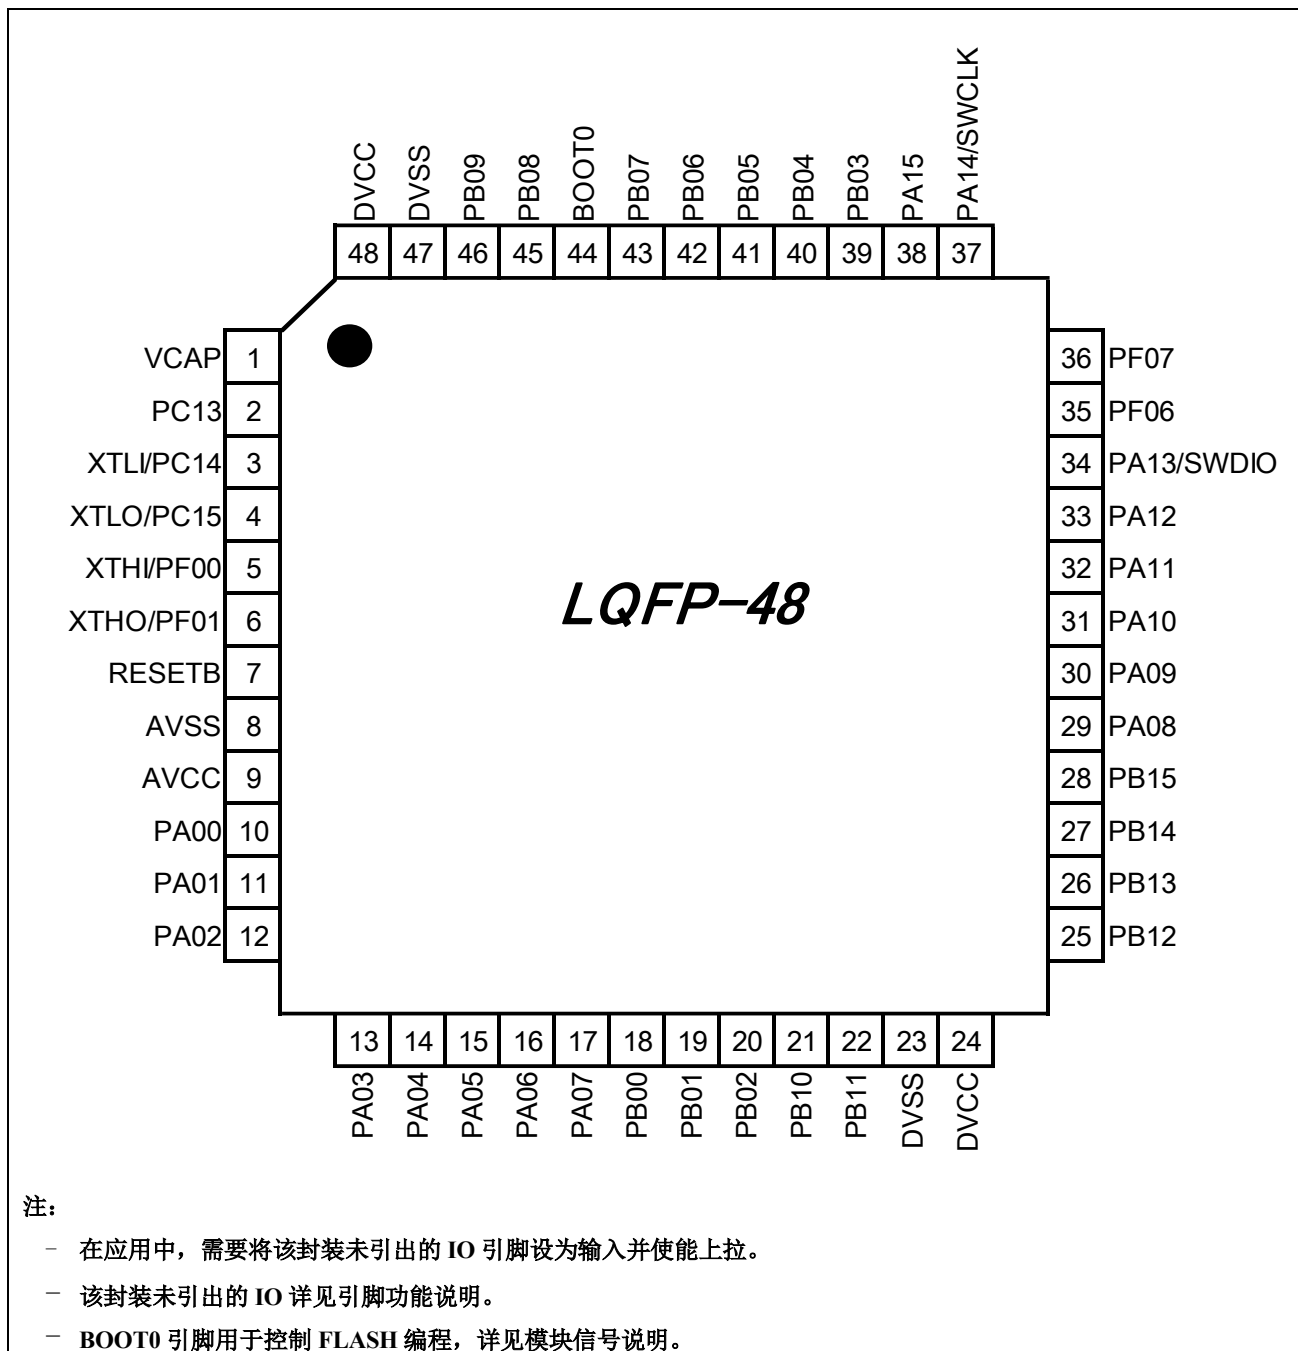 DVCC
DVSS
PB09
PB08
BOOT0
PB07
PB06
PB05
PB04
PB03
PA15
PA14/SWCLK
48 47 46 45 44 43 42 41 40 39 38 37
VCAP 1
PC13 2
XTLI/PC14 3
XTLO/PC15 4
XTHI/PF00 5
XTHO/PF01 6
RESETB 7
AVSS 8
AVCC 9
PA00 10
PA01 11
PA02 12
LQFP-48
36 PF07
35 PF06
34 PA13/SWDIO
33 PA12
32 PA11
31 PA10
30 PA09
29 PA08
28 PB15
27 PB14
26 PB13
25 PB12
13 14 15 16 17 18 19 20 21 22 23 24
PA03
PA04
PA05
PA06
PA07
PB00
PB01
PB02
PB10
PB11
DVSS
DVCC
注：
－ 在应用中，需要将该封装未引出的 IO 引脚设为输入并使能上拉。
－ 该封装未引出的 IO 详见引脚功能说明。
－ BOOT0 引脚用于控制 FLASH 编程，详见模块信号说明。